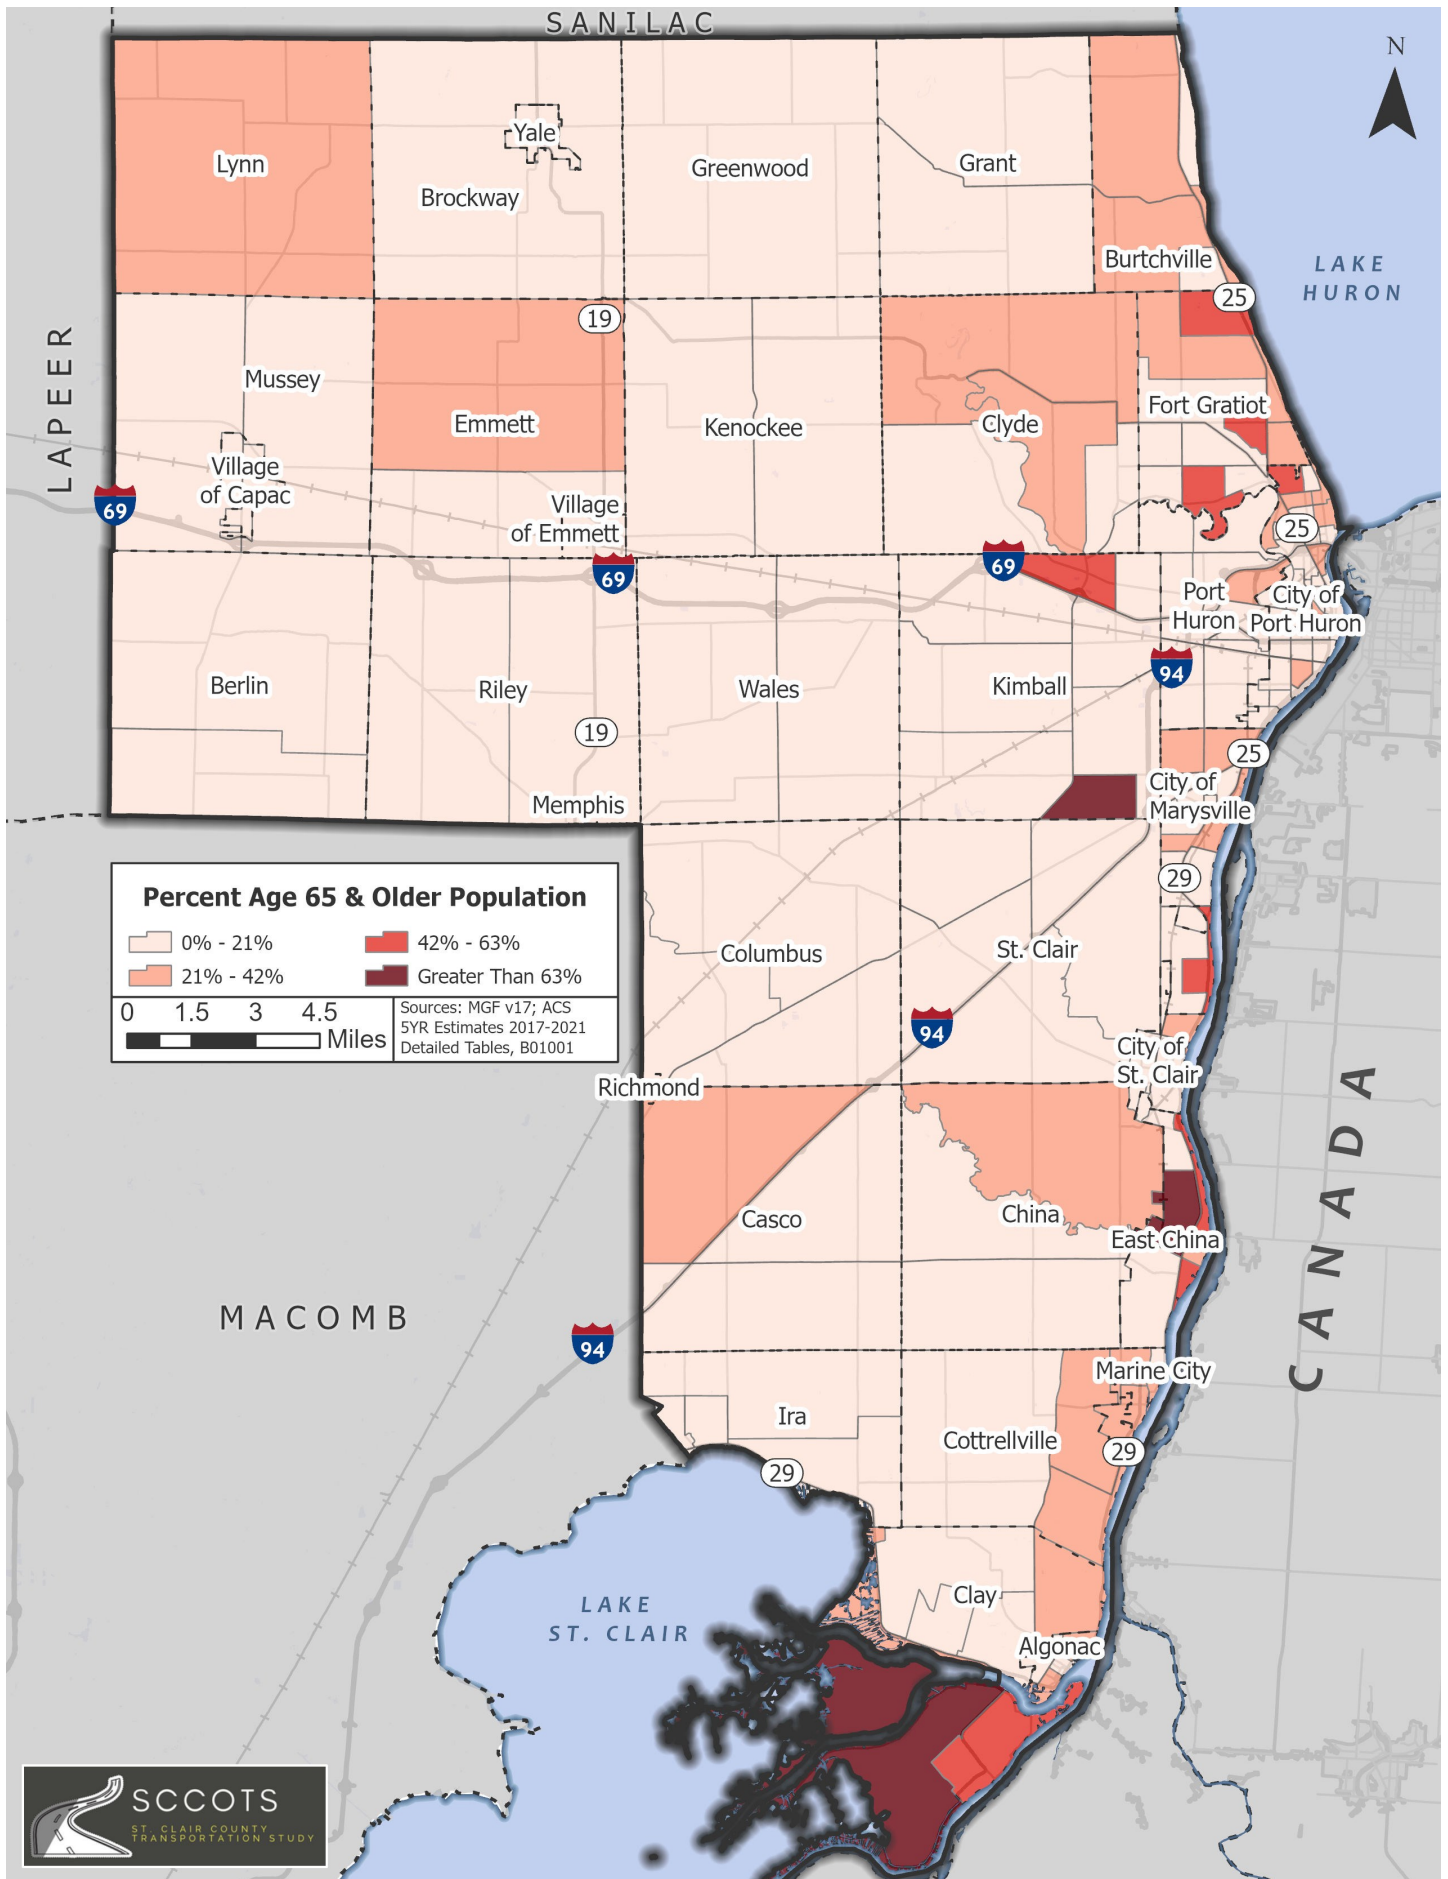 SANILAC
N
Yale
Lynn
Greenwood
Grant
Brockway
Burtchville
LAKE
HURON
25
19
LAPEER
Mussey
Emmett
Kenockee
Clyde
Fort Gratiot
Village
of Capac
69
Village
of Emmett
25
69
69
Port
Huron
City of
Port Huron
94
Berlin
Riley
Wales
Kimball
19
25
Memphis
City of
Marysville
29
Percent Age 65 & Older Population
0% - 21%
42% - 63%
21% - 42%
Greater Than 63%
0 1.5 3 4.5
Miles
Sources: MGF v17; ACS
5YR Estimates 2017-2021
Detailed Tables, B01001
Columbus
St. Clair
94
City of
St. Clair
Richmond
CANADA
Casco
China
East China
MACOMB
94
Marine City
Ira
Cottrellville
29
29
Clay
LAKE
ST. CLAIR
Algonac
SCCOTS
ST. CLAIR COUNTY
TRANSPORTATION STUDY